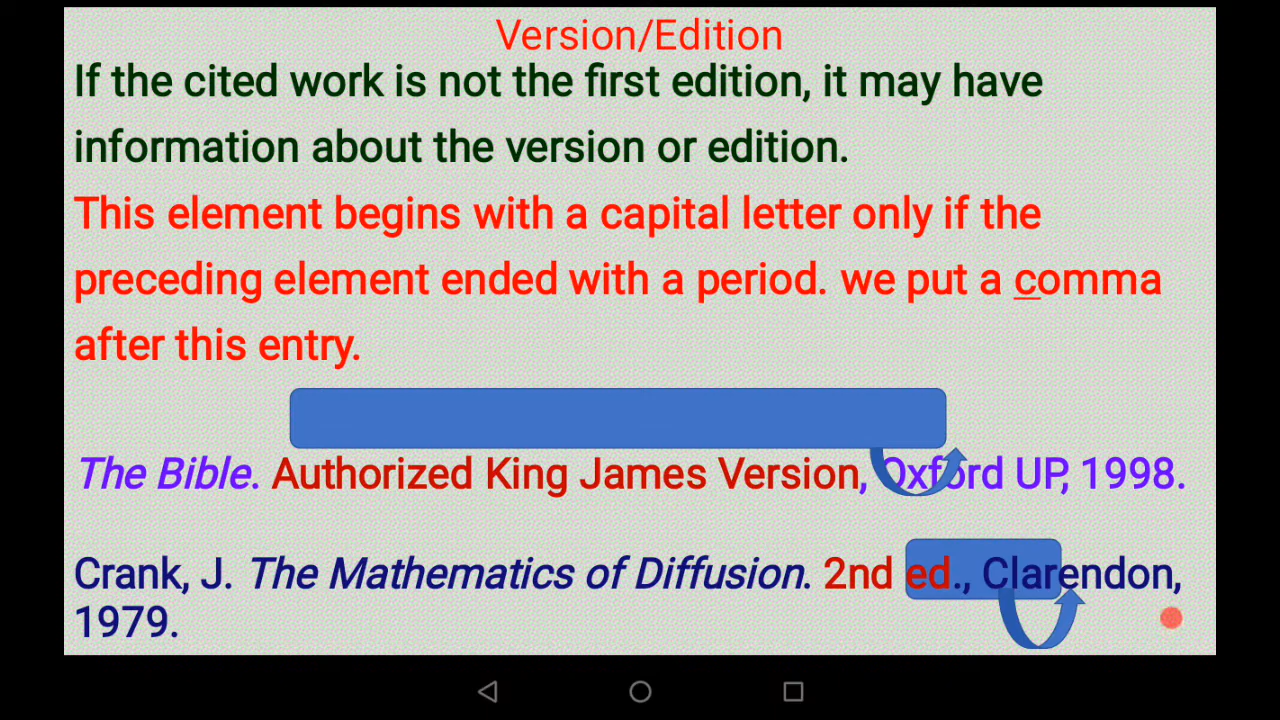 Version/Edition
If the cited work is not the first edition, it may have
information about the version or edition.
This element begins with a capital letter only if the
preceding element ended with a period. we put a comma
after this entry.
The Bible. Authorized King James Version, Oxford UP, 1998.
Crank, J. The Mathematics of Diffusion. 2nd ed., Clarendon,
1979.